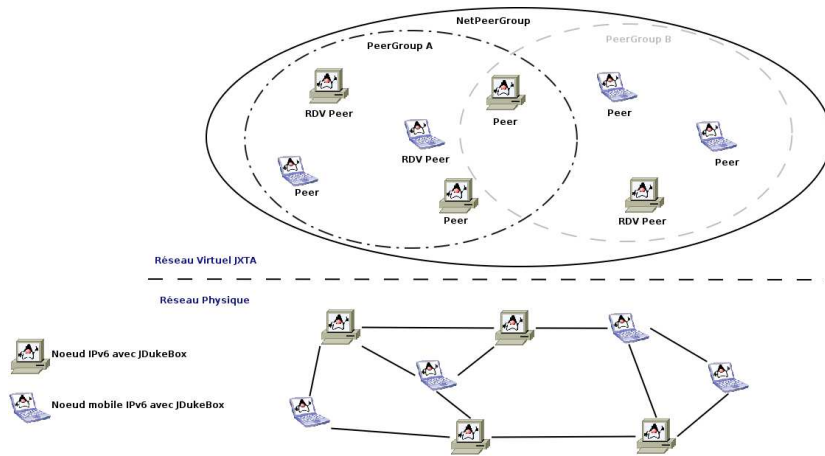 NetPeerGroup
PeerGroup A
PeerGroup B
RDV Peer
Peer
Peer
RDV Peer
Peer
Peer
Peer
RDV Peer
Réseau Virtuel JXTA
Réseau Physique
Noeud IPv6 avec JDukeBox
Noeud mobile IPv6 avec JDukeBox